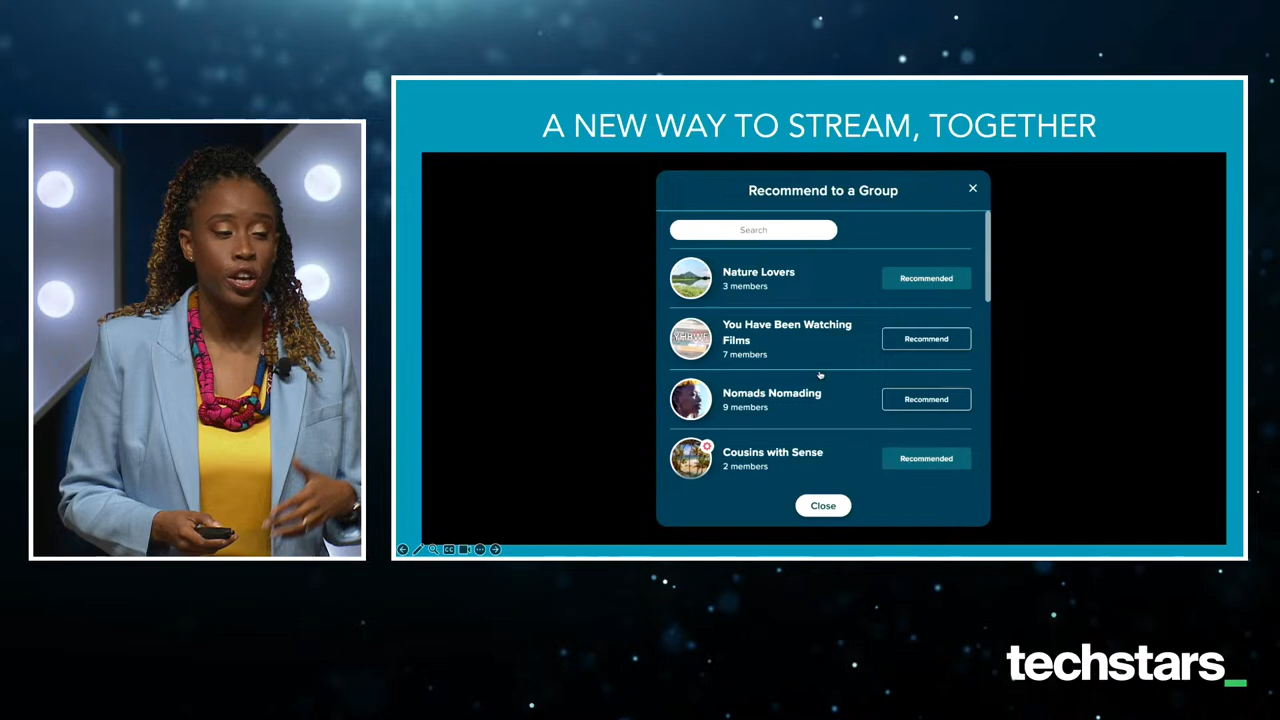 A NEW WAY TO STREAM, TOGETHER
Recommend to a Group
Search
Nature Lovers
3 members
Recommended
You Have Been Watching
Films
7 members
Recommend
Nomads Nomading
9 members
Recommend
Cousins with Sense
2 members
Recommended
Close
techstars_